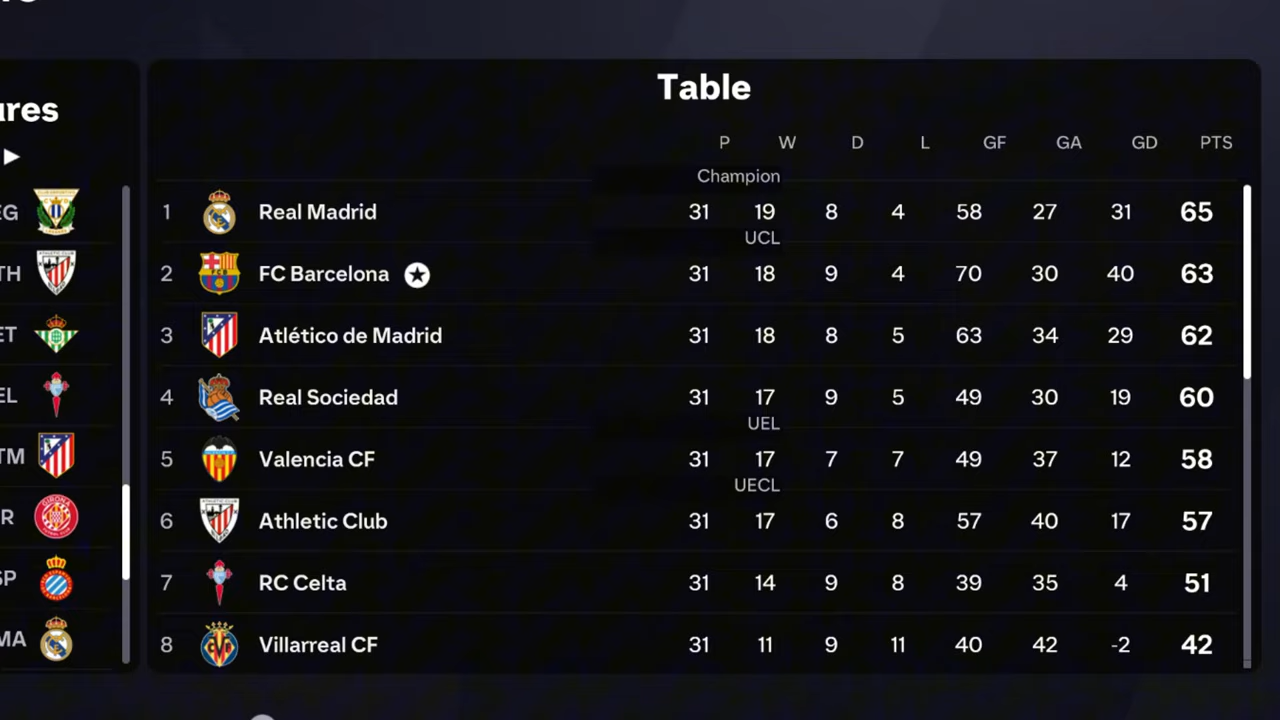 Table
ures
P W D L GF GA GD PTS
Champion
1 Real Madrid 31 19 8 4 58 27 31 65
UCL
2 FC Barcelona 31 18 9 4 70 30 40 63
3 Atlético de Madrid 31 18 8 5 63 34 29 62
4 Real Sociedad 31 17 9 5 49 30 19 60
UEL
5 Valencia CF 31 17 7 7 49 37 12 58
UECL
6 Athletic Club 31 17 6 8 57 40 17 57
7 RC Celta 31 14 9 8 39 35 4 51
8 Villarreal CF 31 11 9 11 40 42 -2 42
EG
TH
ET
EL
TM
R
SP
MA